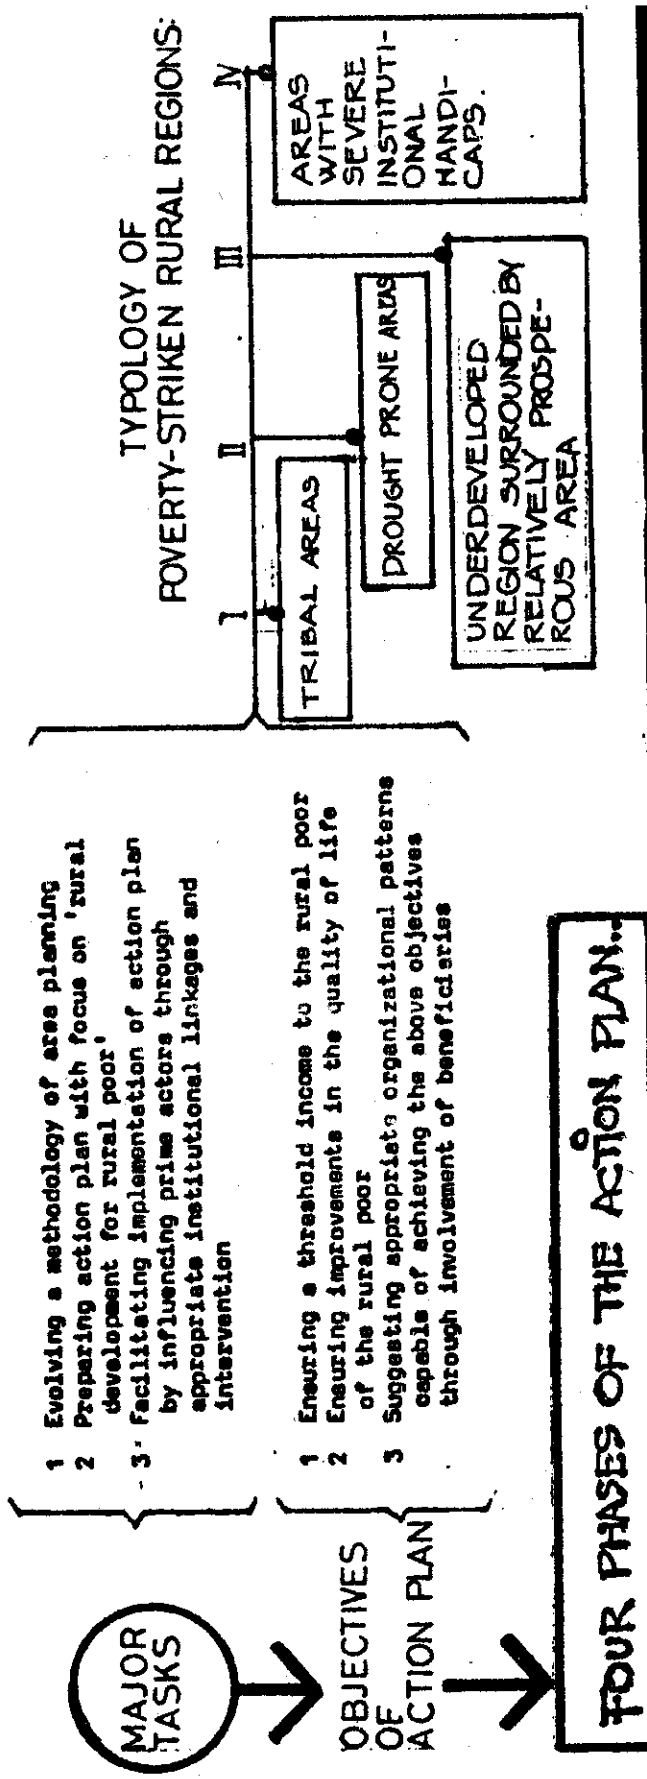 MAJOR
TASKS
1 Evolving a methodology of area planning
2 Preparing action plan with focus on 'rural
development for rural poor'
3 Facilitating implementation of action plan
by influencing prime actors through
appropriate institutional linkages and
intervention
OBJECTIVES
OF
ACTION PLAN
1 Ensuring a threshold income to the rural poor
2 Ensuring improvements in the quality of life
of the rural poor
3 Suggesting appropriate organizational patterns
capable of achieving the above objectives
through involvement of beneficiaries
FOUR PHASES OF THE ACTION PLAN..
TYPOLOGY OF
POVERTY-STRIKEN RURAL REGIONS:
I
II
III
IV
TRIBAL AREAS
DROUGHT PRONE AREAS
UNDERDEVELOPED
REGION SURROUNDED BY
RELATIVELY PROSPE-
ROUS AREA
AREAS
WITH
SEVERE
INSTITUTI-
ONAL
HANDI-
CAPS.